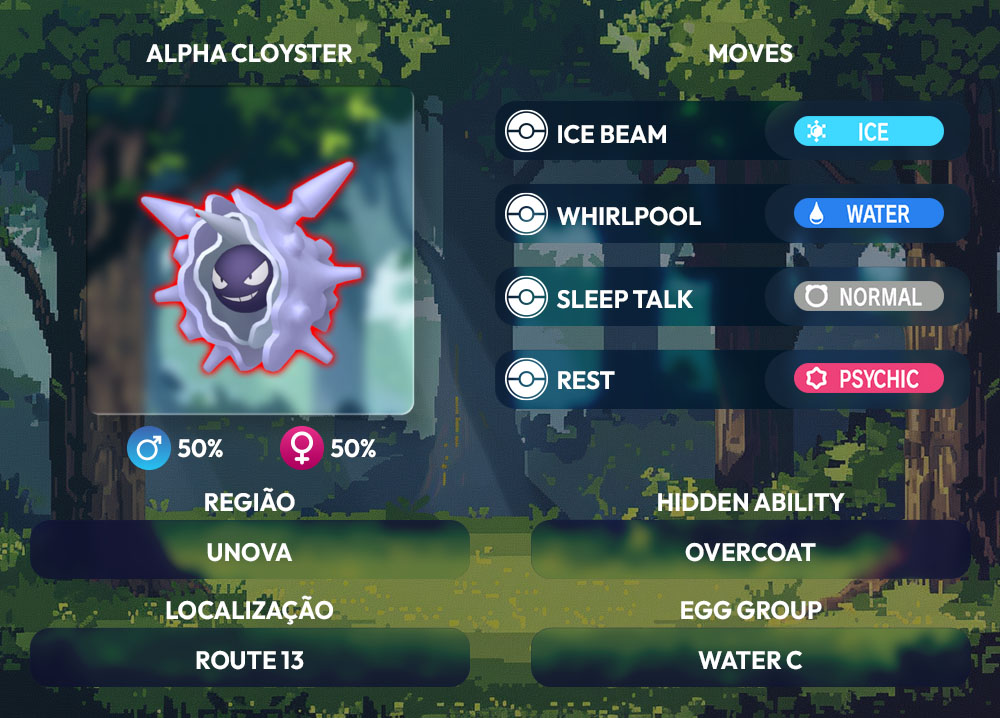 ALPHA CLOYSTER
50%
50%
REGIÃO
UNOVA
LOCALIZAÇÃO
ROUTE 13
MOVES
ICE BEAM
ICE
WHIRLPOOL
WATER
SLEEP TALK
NORMAL
REST
PSYCHIC
HIDDEN ABILITY
OVERCOAT
EGG GROUP
WATER C